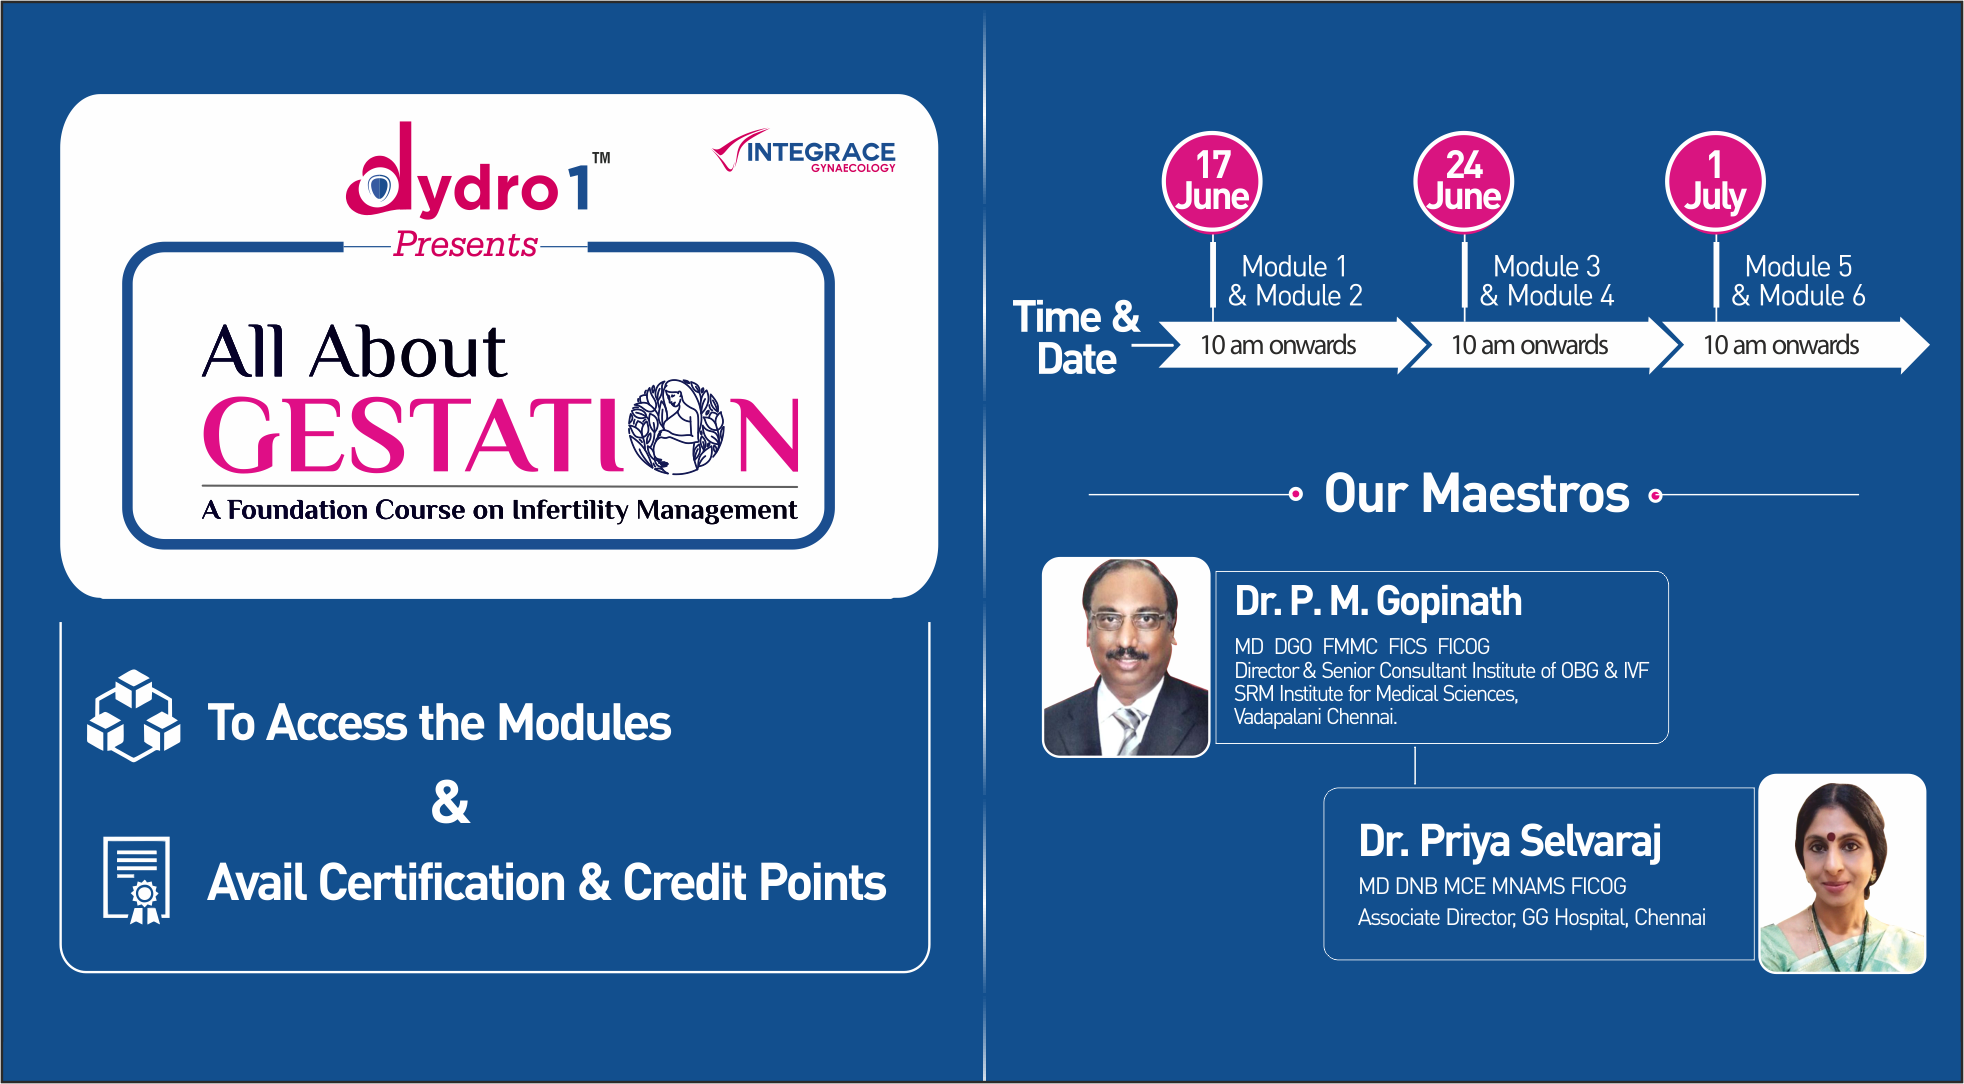 dydro 1 ™
INTEGRACE
GYNAECOLOGY
Presents
All About
GESTATION
A Foundation Course on Infertility Management
To Access the Modules
&
Avail Certification & Credit Points
17
June
24
June
1
July
Module 1
& Module 2
Module 3
& Module 4
Module 5
& Module 6
Time &
Date
10 am onwards
10 am onwards
10 am onwards
Our Maestros
Dr. P. M. Gopinath
MD DGO FMMC FICS FICOG
Director & Senior Consultant Institute of OBG & IVF
SRM Institute for Medical Sciences,
Vadapalani Chennai.
Dr. Priya Selvaraj
MD DNB MCE MNAMS FICOG
Associate Director, GG Hospital, Chennai